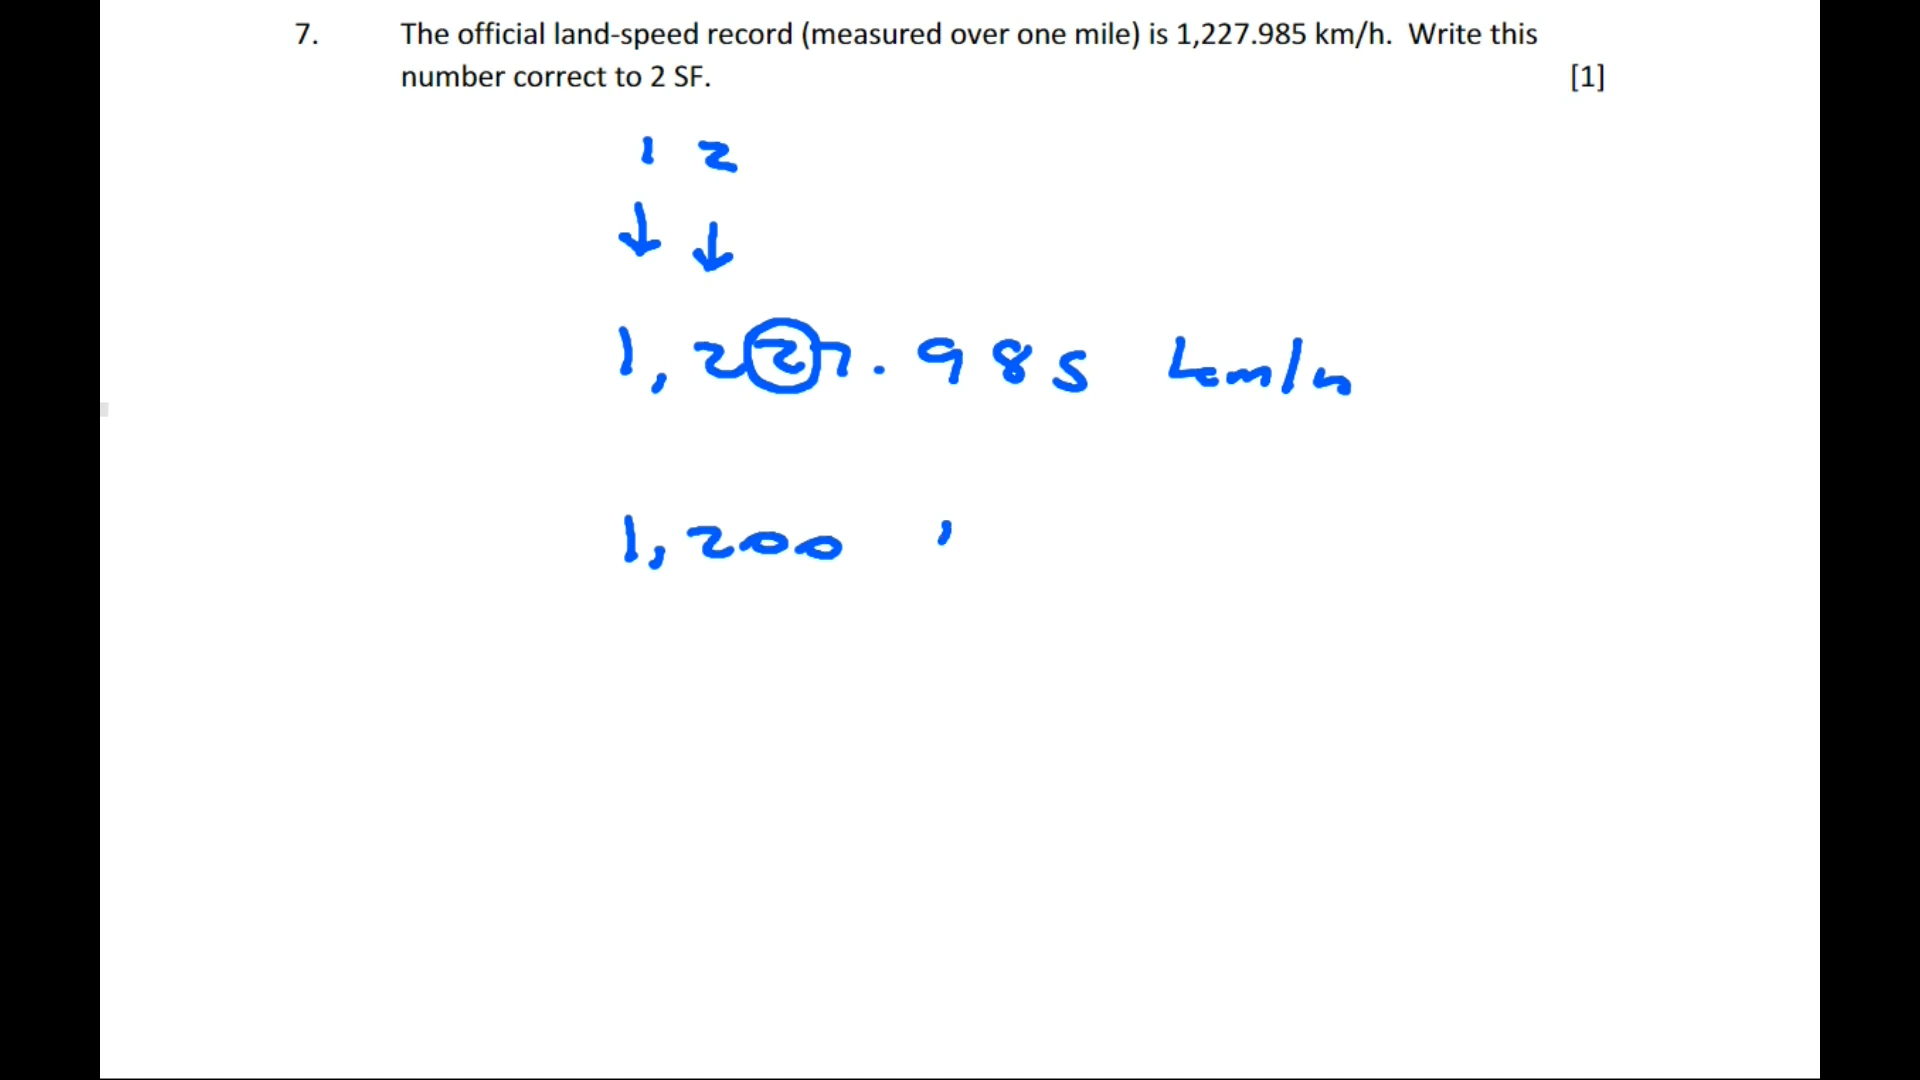 7. The official land-speed record (measured over one mile) is 1,227.985 km/h. Write this
number correct to 2 SF. [1]
1 2
1,227.985 km/h
1,200